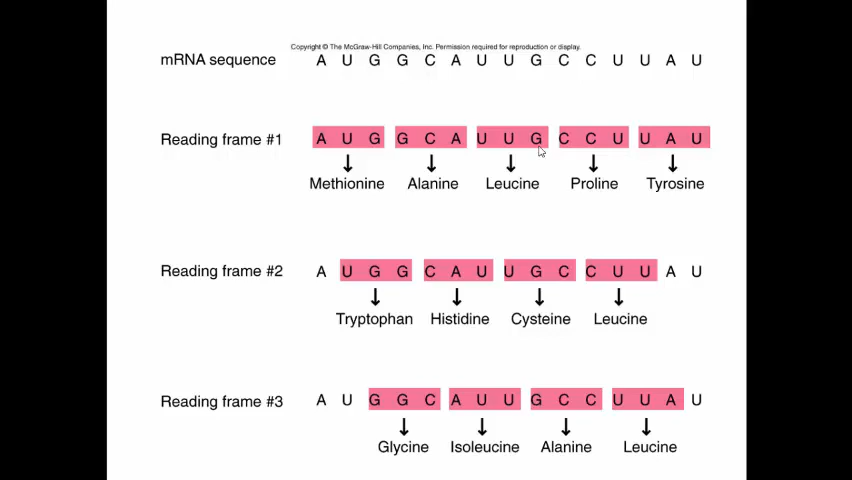 Copyright © The McGraw-Hill Companies, Inc. Permission required for reproduction or display.
mRNA sequence A U G G C A U U G C C U U A U
Reading frame #1 A U G G C A U U G C C U U A U
Methionine Alanine Leucine Proline Tyrosine
Reading frame #2 A U G G C A U U G C C U U A U
Tryptophan Histidine Cysteine Leucine
Reading frame #3 A U G G C A U U G C C U U A U
Glycine Isoleucine Alanine Leucine